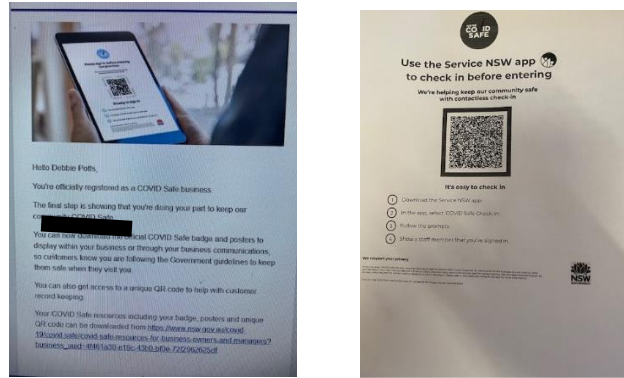 Hello Debbie Potts,
You're officially registered as a COVID Safe business.
The final step is showing that you're doing your part to keep our
community COVID Safe.
You can now download the official COVID Safe badge and posters to
display within your business or through your business communications,
so customers know you are following the Government guidelines to keep
them safe when they visit you.
You can also get access to a unique QR code to help with customer
record keeping.
Your COVID Safe resources including your badge, posters and unique
QR code can be downloaded from https://www.nsw.gov.au/covid-
19/covid-safe/covid-safe-resources-for-business-owners-and-managers?
COVID
SAFE
Use the Service NSW app
to check in before entering
We're helping keep our community safe
with contactless check-in
It's easy to check in
1 Download the Service NSW app
2 In the app, select COVID Safe Check-in
3 Follow the prompts
4 Show a staff member that you've signed in
We respect your privacy
NSW